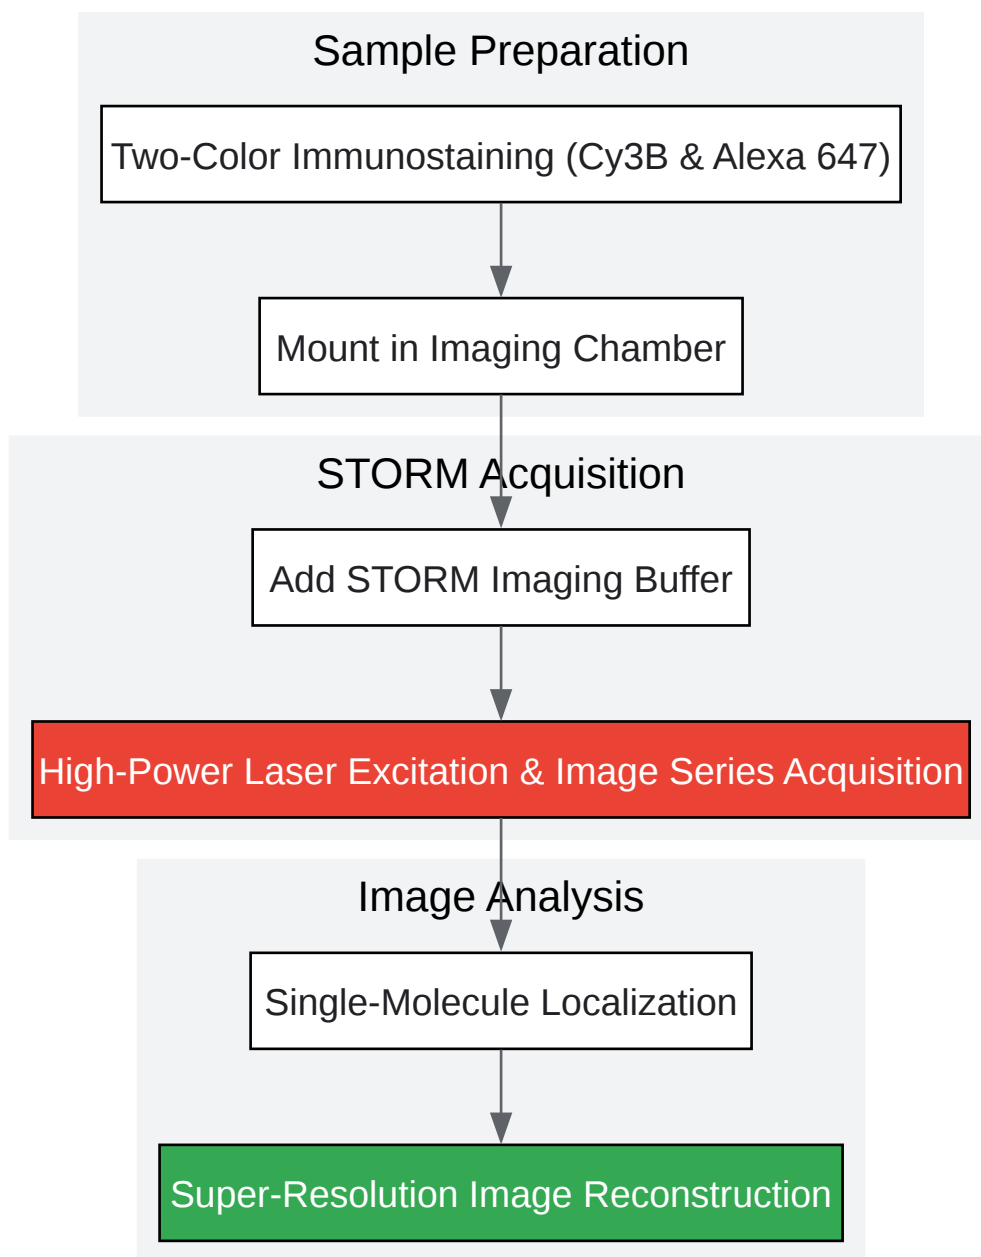 Sample Preparation
Two-Color Immunostaining (Cy3B & Alexa 647)
Mount in Imaging Chamber
STORM Acquisition
Add STORM Imaging Buffer
High-Power Laser Excitation & Image Series Acquisition
Image Analysis
Single-Molecule Localization
Super-Resolution Image Reconstruction